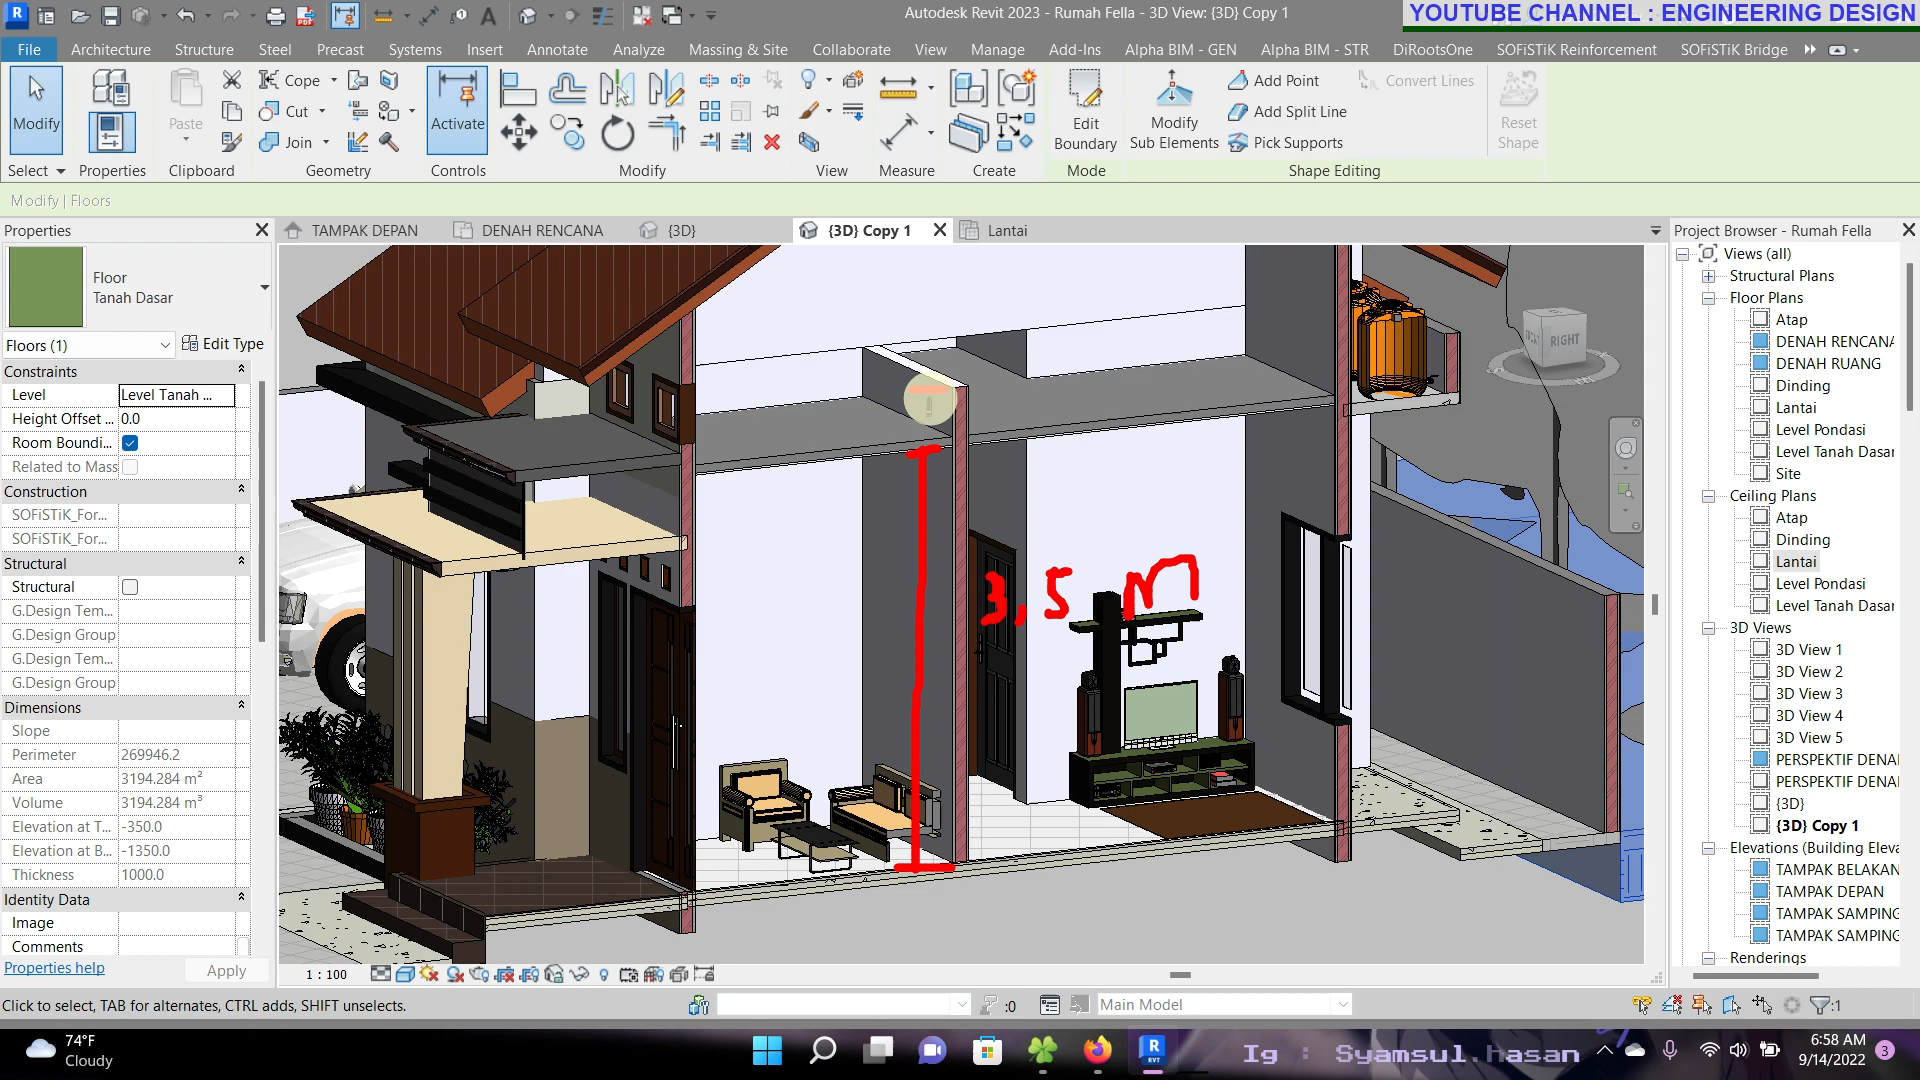 Autodesk Revit 2023 - Rumah Fella - 3D View: {3D} Copy 1
YOUTUBE CHANNEL : ENGINEERING DESIGN
File Architecture Structure Steel Precast Systems Insert Annotate Analyze Massing & Site Collaborate View Manage Add-Ins Alpha BIM - GEN Alpha BIM - STR DiRootsOne SOFiSTiK Reinforcement SOFiSTiK Bridge
Modify
Paste
Cope
Cut
Join
Activate
Edit
Boundary
Modify
Sub Elements
Add Point
Add Split Line
Pick Supports
Convert Lines
Reset
Shape
Select Properties Clipboard Geometry Controls Modify View Measure Create Mode Shape Editing
Modify | Floors
Properties
TAMPAK DEPAN DENAH RENCANA {3D} {3D} Copy 1 Lantai
Project Browser - Rumah Fella
Floor
Tanah Dasar
Floors (1) Edit Type
Constraints
Level Level Tanah ...
Height Offset ... 0.0
Room Boundi...
Related to Mass
Construction
SOFiSTiK_For...
SOFiSTiK_For...
Structural
Structural
G.Design Tem...
G.Design Group
G.Design Tem...
G.Design Group
Dimensions
Slope
Perimeter 269946.2
Area 3194.284 m²
Volume 3194.284 m³
Elevation at T... -350.0
Elevation at B... -1350.0
Thickness 1000.0
Identity Data
Image
Comments
Properties help Apply
3,5 m
RIGHT
Views (all)
Structural Plans
Floor Plans
Atap
DENAH RENCANA
DENAH RUANG
Dinding
Lantai
Level Pondasi
Level Tanah Dasar
Site
Ceiling Plans
Atap
Dinding
Lantai
Level Pondasi
Level Tanah Dasar
3D Views
3D View 1
3D View 2
3D View 3
3D View 4
3D View 5
PERSPEKTIF DENA
PERSPEKTIF DENA
{3D}
{3D} Copy 1
Elevations (Building Eleva
TAMPAK BELAKAN
TAMPAK DEPAN
TAMPAK SAMPING
TAMPAK SAMPING
Renderings
1 : 100
Click to select, TAB for alternates, CTRL adds, SHIFT unselects.
:0
Main Model
:1
74°F
Cloudy
Ig : Syamsul.hasan
6:58 AM
9/14/2022
3